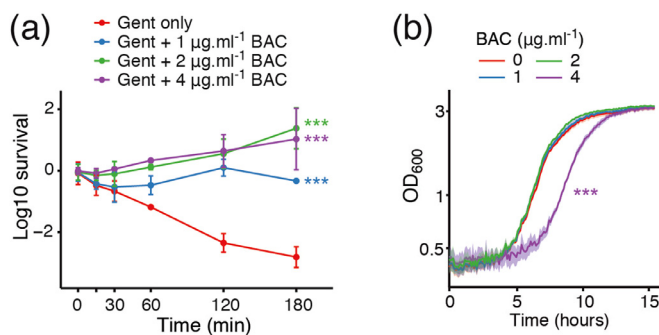 (a)
Gent only
Gent + 1 µg.ml⁻¹ BAC
Gent + 2 µg.ml⁻¹ BAC
Gent + 4 µg.ml⁻¹ BAC
Log10 survival
2
0
−2
***
***
***
0 30 60 120 180
Time (min)
(b)
BAC (µg.ml⁻¹)
0 2
1 4
OD₆₀₀
3
1
0.5
***
0 5 10 15
Time (hours)